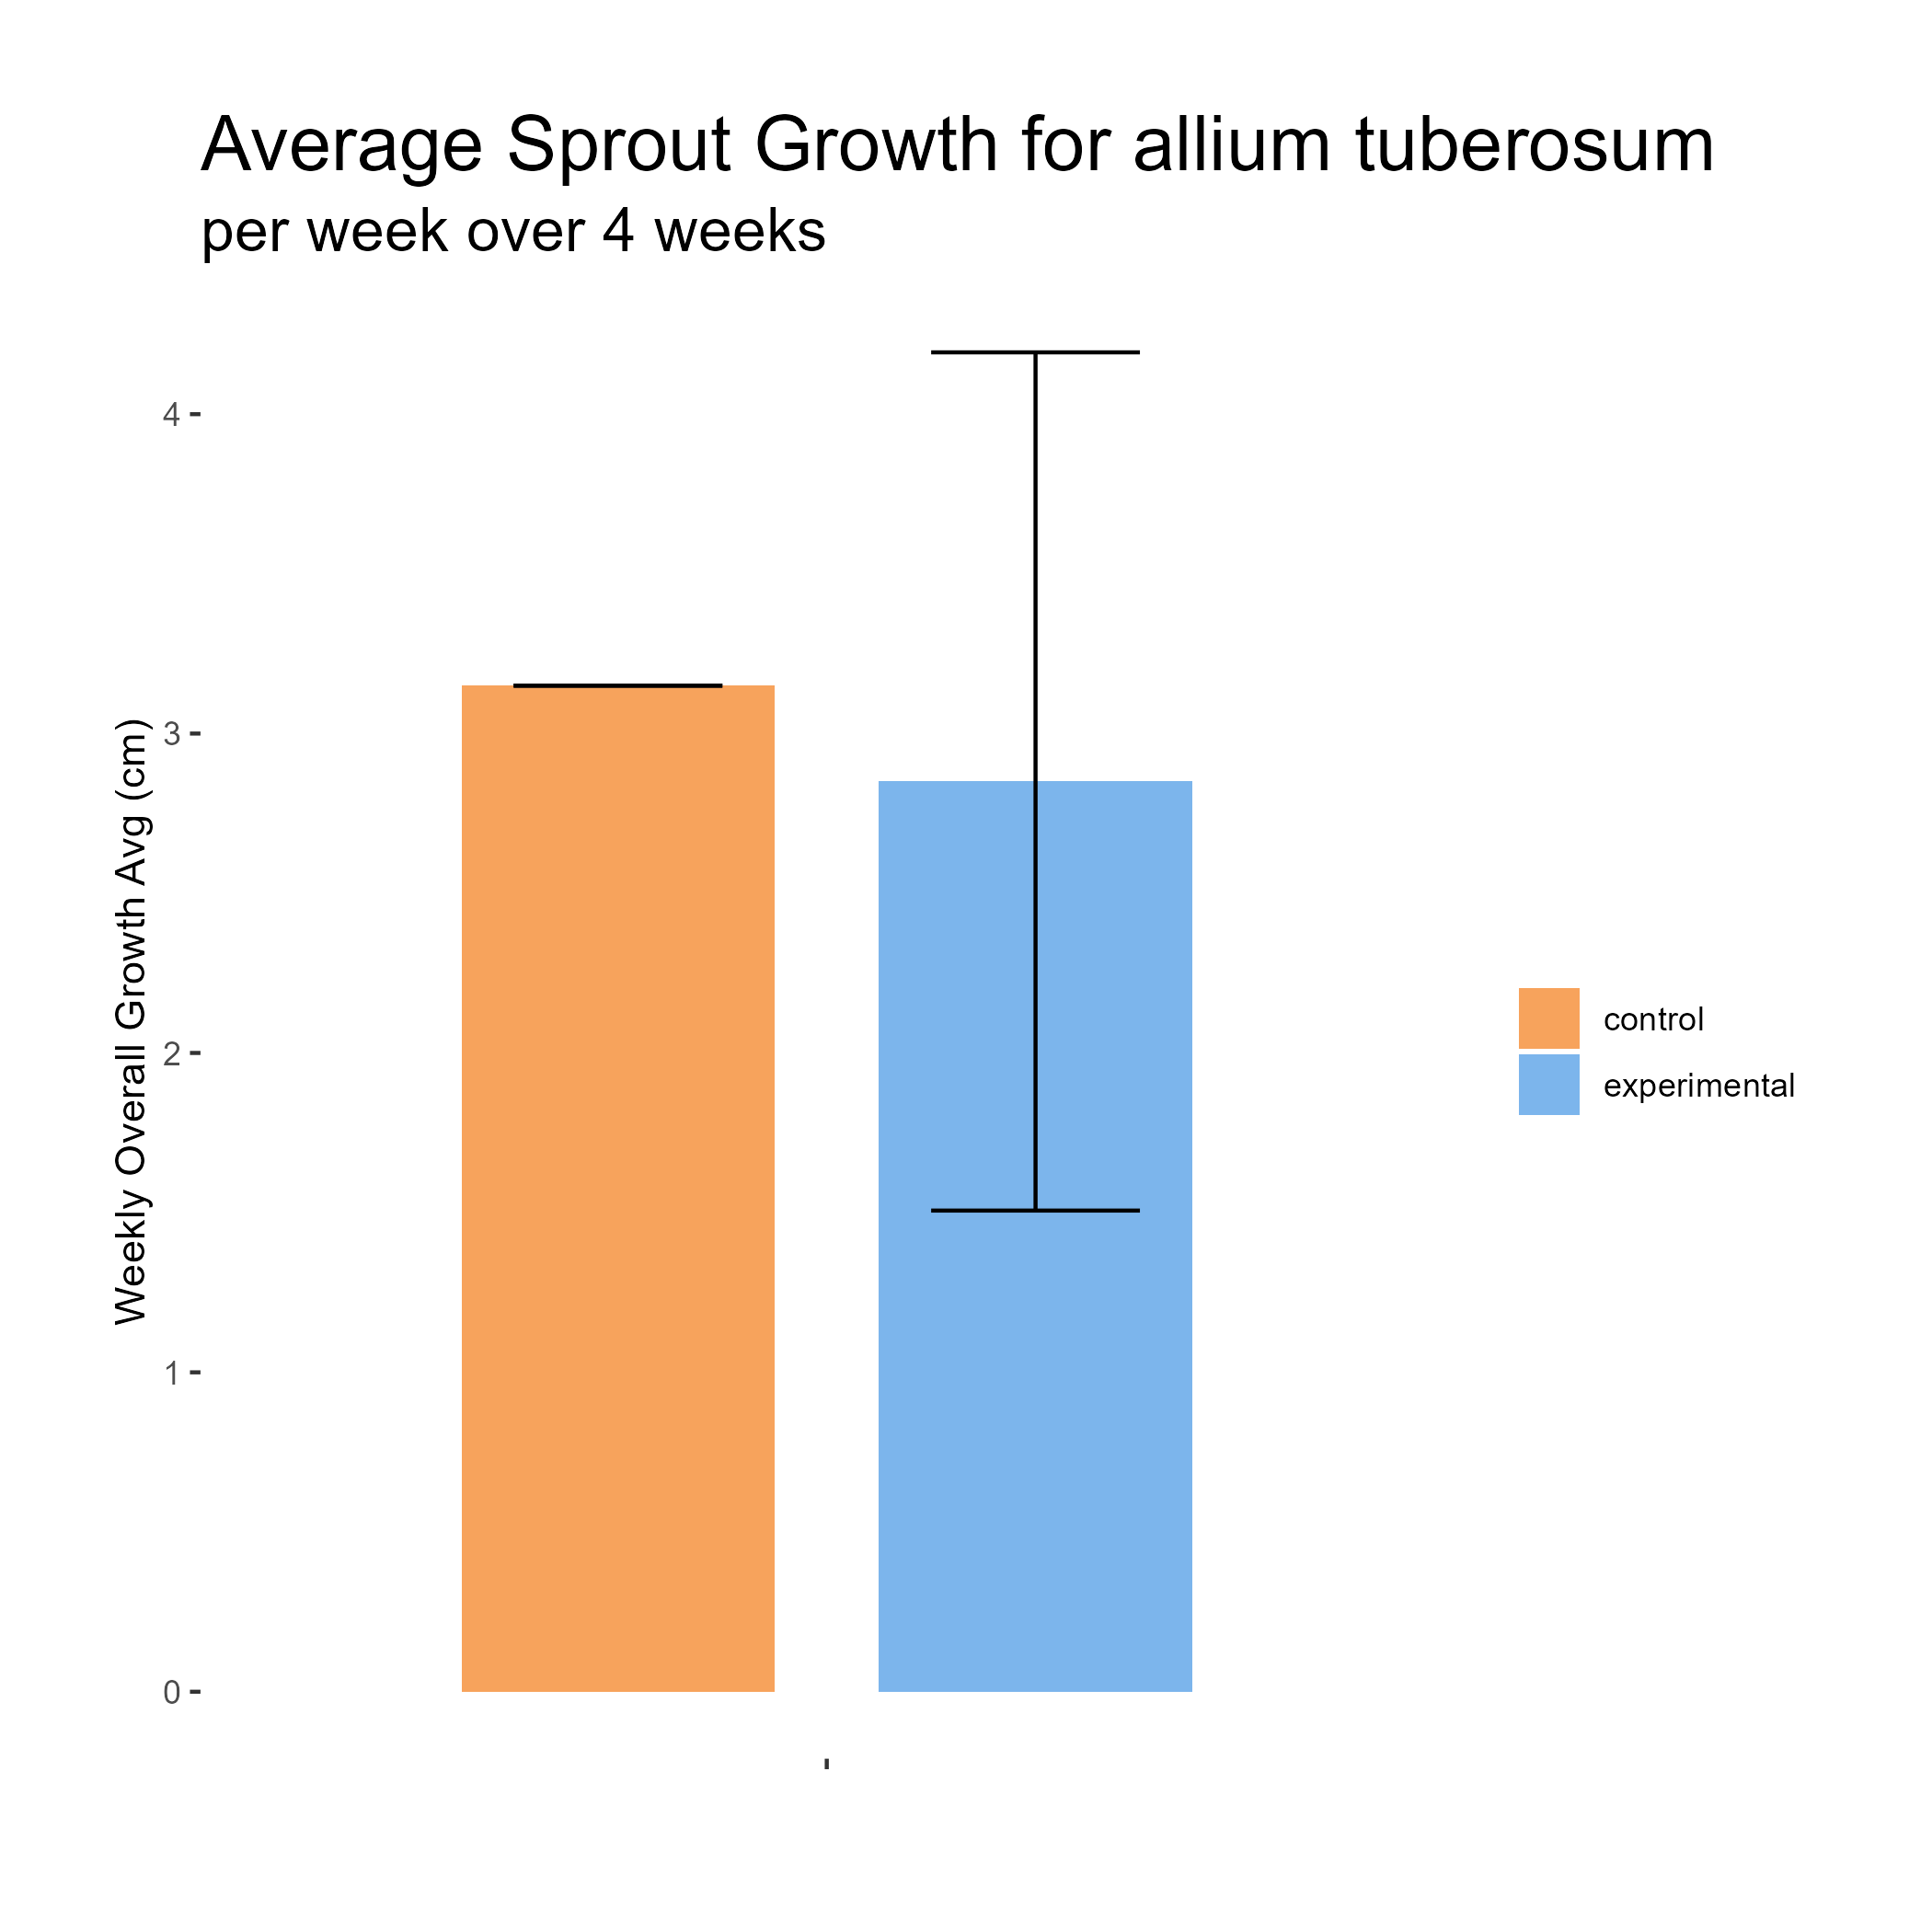 Average Sprout Growth for allium tuberosum
per week over 4 weeks
Weekly Overall Growth Avg (cm)
4
3
2
1
0
control
experimental